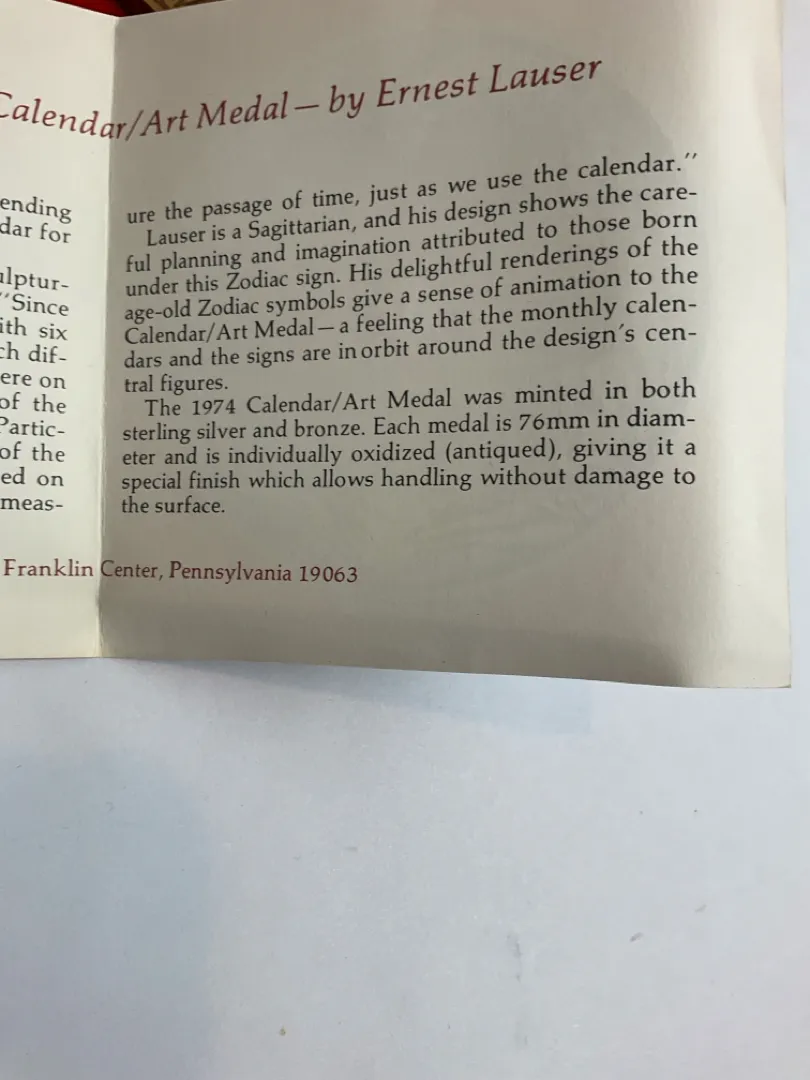 Calendar/Art Medal — by Ernest Lauser
ending
dar for
"Since
ith six
ch dif-
ere on
of the
Partic-
of the
ed on
meas-
ure the passage of time, just as we use the calendar."
Lauser is a Sagittarian, and his design shows the care-
ful planning and imagination attributed to those born
under this Zodiac sign. His delightful renderings of the
age-old Zodiac symbols give a sense of animation to the
Calendar/Art Medal — a feeling that the monthly calen-
dars and the signs are in orbit around the design's cen-
tral figures.
The 1974 Calendar/Art Medal was minted in both
sterling silver and bronze. Each medal is 76mm in diam-
eter and is individually oxidized (antiqued), giving it a
special finish which allows handling without damage to
the surface.
Franklin Center, Pennsylvania 19063